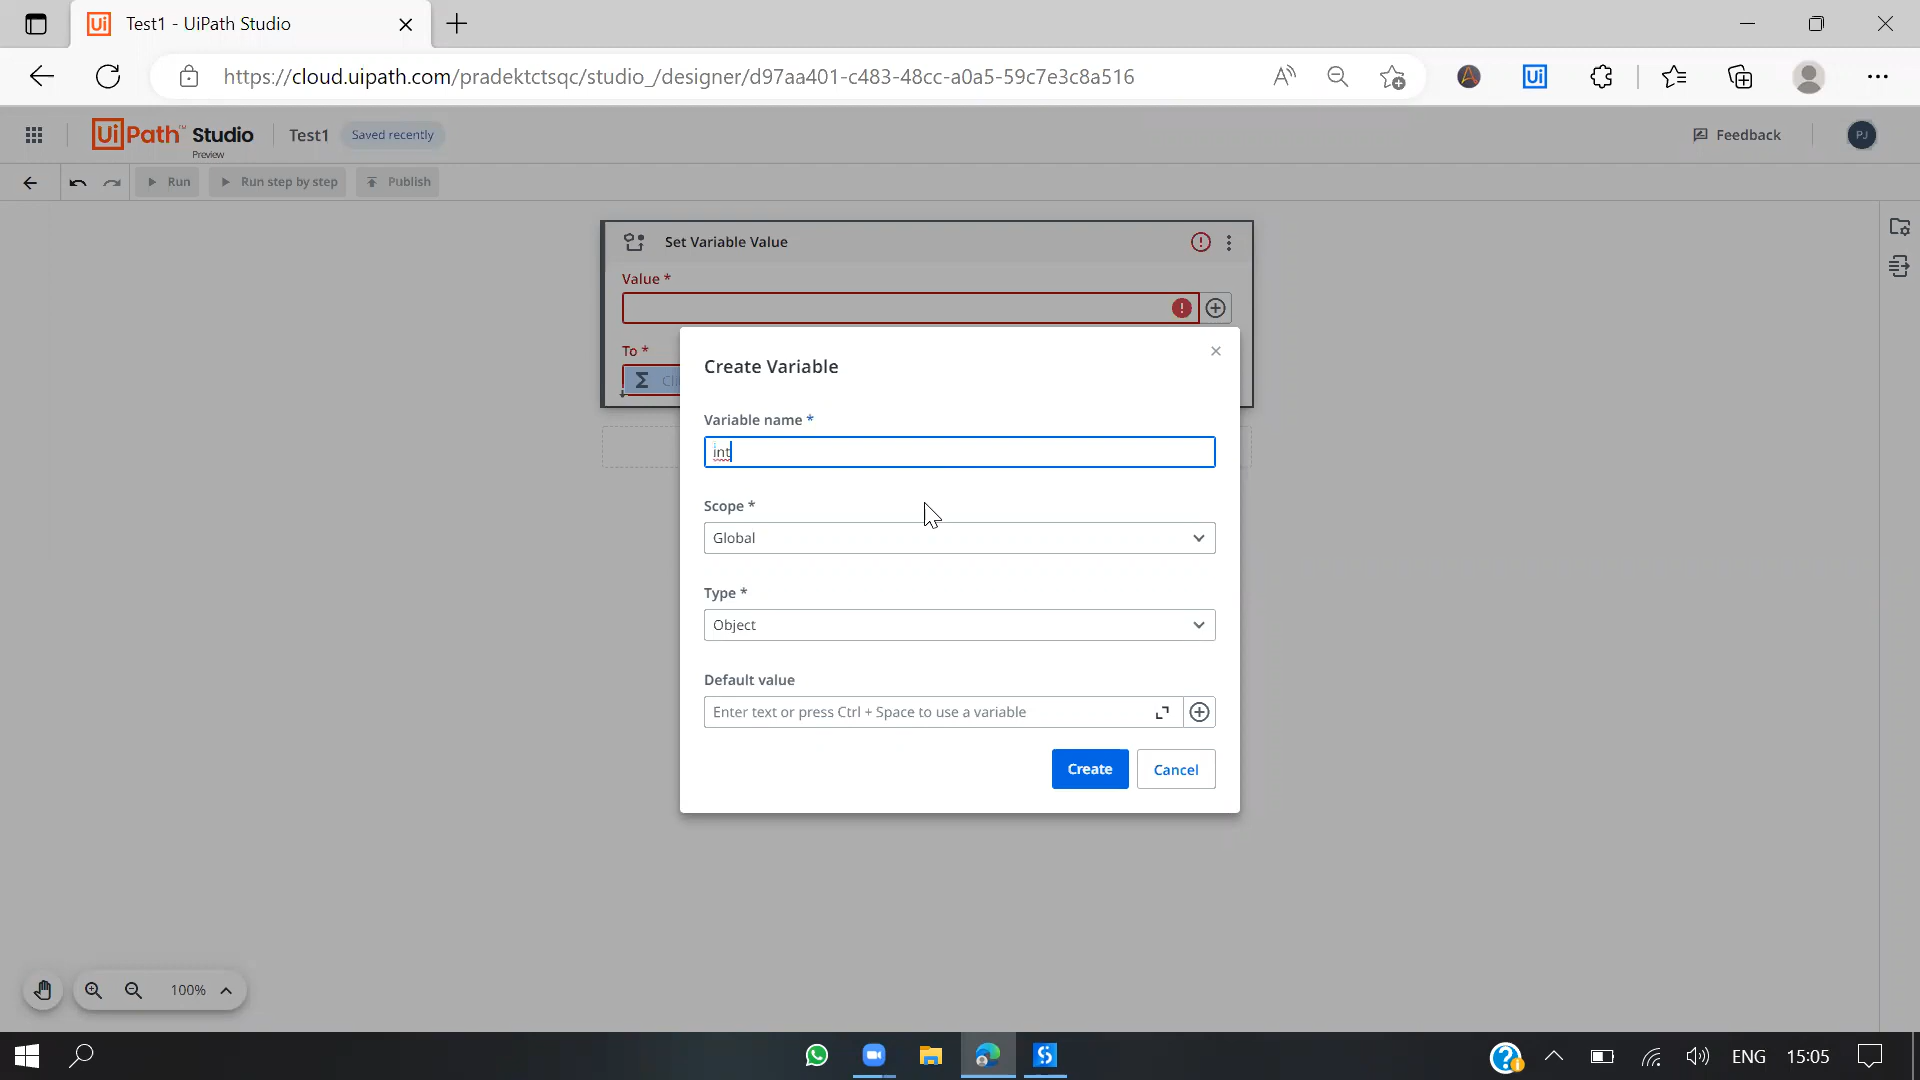 Test1 - UiPath Studio
https://cloud.uipath.com/pradektctsqc/studio_/designer/d97aa401-c483-48cc-a0a5-59c7e3c8a516
UiPath™ Studio
Preview
Test1
Saved recently
Feedback
PJ
Run
Run step by step
Publish
Set Variable Value
Value *
To *
Create Variable
Variable name *
int
Scope *
Global
Type *
Object
Default value
Enter text or press Ctrl + Space to use a variable
Create
Cancel
100%
ENG
15:05